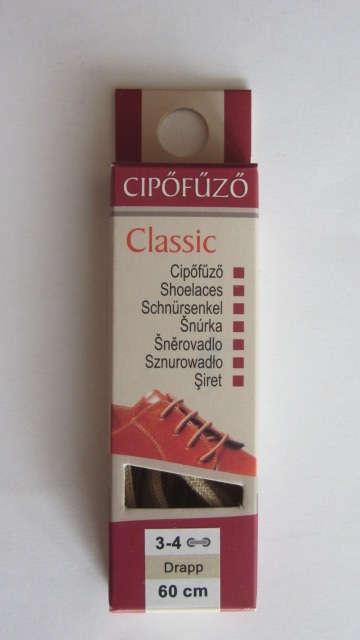 CIPŐFŰZŐ
Classic
Cipőfűző
Shoelaces
Schnürsenkel
Šnúrka
Šněrovadlo
Sznurowadło
Şiret
3-4
Drapp
60 cm